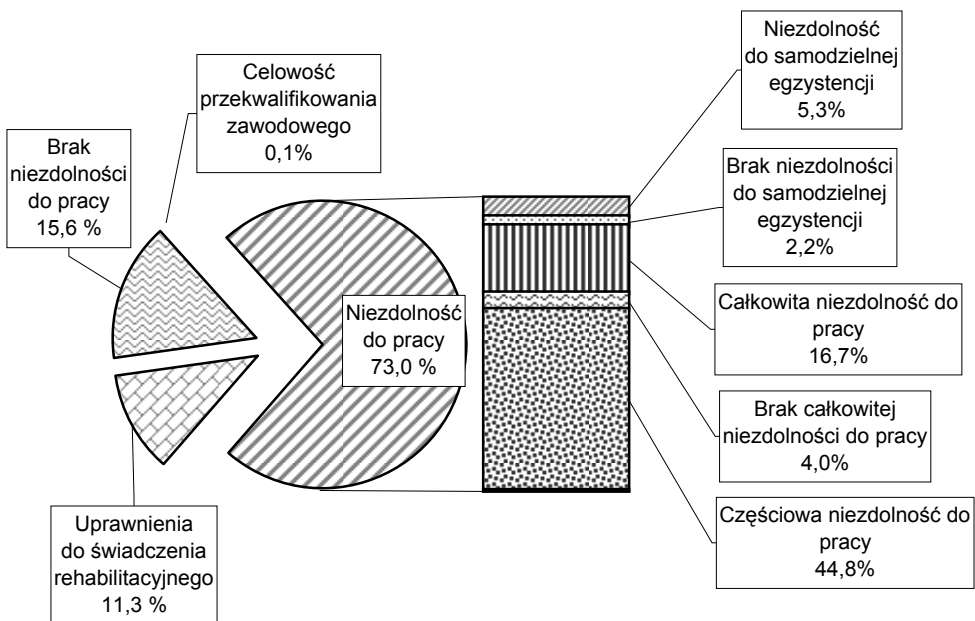 Celowość
przekwalifikowania
zawodowego
0,1%
Brak
niezdolności
do pracy
15,6 %
Niezdolność
do pracy
73,0 %
Uprawnienia
do świadczenia
rehabilitacyjnego
11,3 %
Niezdolność
do samodzielnej
egzystencji
5,3%
Brak niezdolności
do samodzielnej
egzystencji
2,2%
Całkowita niezdolność do
pracy
16,7%
Brak całkowitej
niezdolności do pracy
4,0%
Częściowa niezdolność do
pracy
44,8%